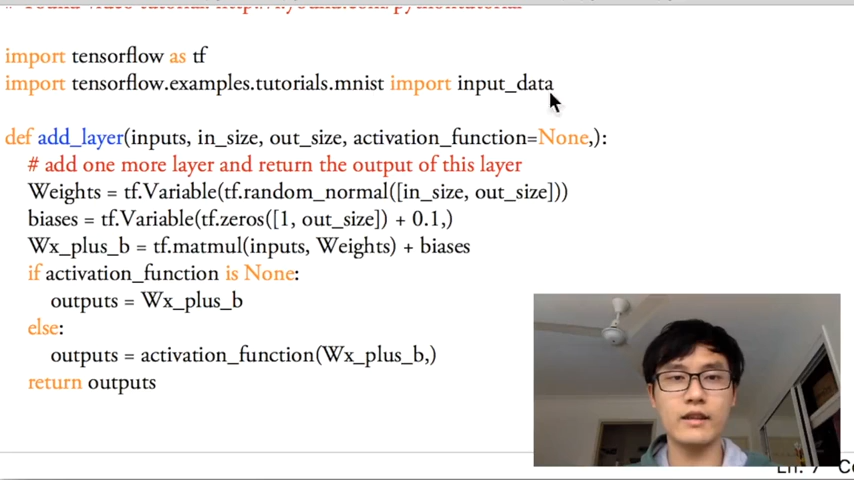 import tensorflow as tf
import tensorflow.examples.tutorials.mnist import input_data
def add_layer(inputs, in_size, out_size, activation_function=None,):
# add one more layer and return the output of this layer
Weights = tf.Variable(tf.random_normal([in_size, out_size]))
biases = tf.Variable(tf.zeros([1, out_size]) + 0.1,)
Wx_plus_b = tf.matmul(inputs, Weights) + biases
if activation_function is None:
outputs = Wx_plus_b
else:
outputs = activation_function(Wx_plus_b,)
return outputs